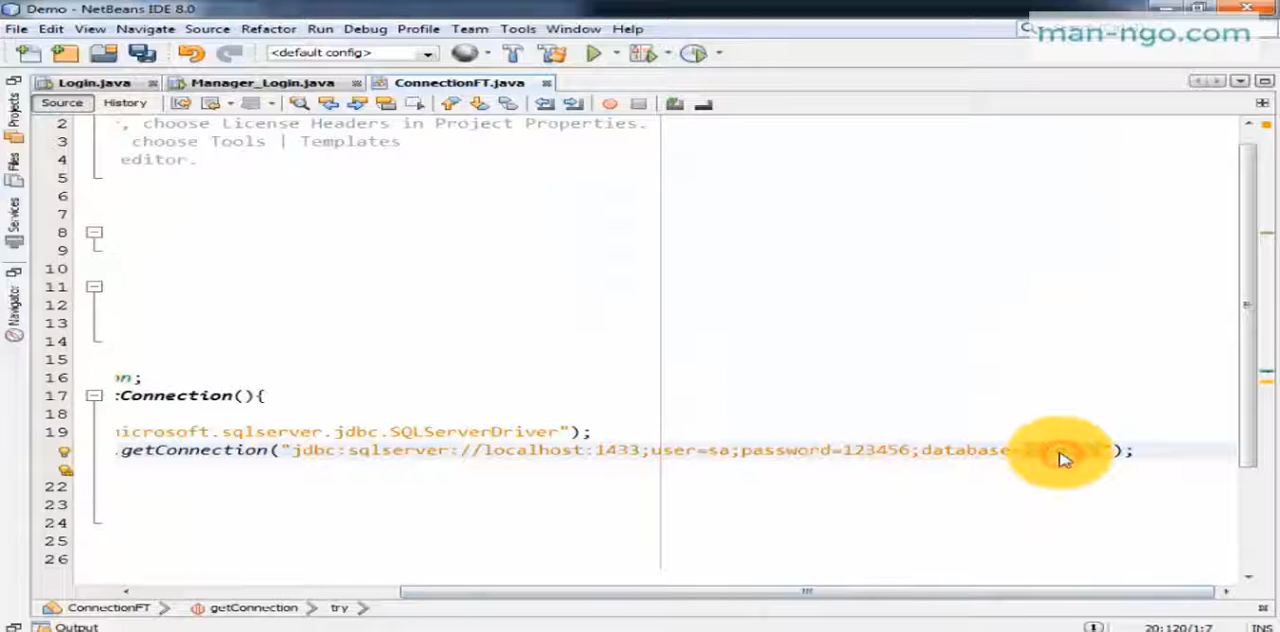 Demo - NetBeans IDE 8.0
File Edit View Navigate Source Refactor Run Debug Profile Team Tools Window Help
man-ngo.com
<default config>
Login.java Manager_Login.java ConnectionFT.java
Source History
Projects
Files
Services
Navigator
2 , choose License Headers in Project Properties.
3 choose Tools | Templates
4 editor.
5
6
7
8
9
10
11
12
13
14
15
16 on;
17 :Connection(){
18
19 icrosoft.sqlserver.jdbc.SQLServerDriver");
.getConnection("jdbc:sqlserver://localhost:1433;user=sa;password=123456;database= ");
22
23
24
25
26
ConnectionFT getConnection try
Output
20:120/1:7 INS